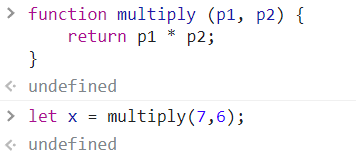 > function multiply (p1, p2) {
    return p1 * p2;
}
undefined
> let x = multiply(7,6);
undefined